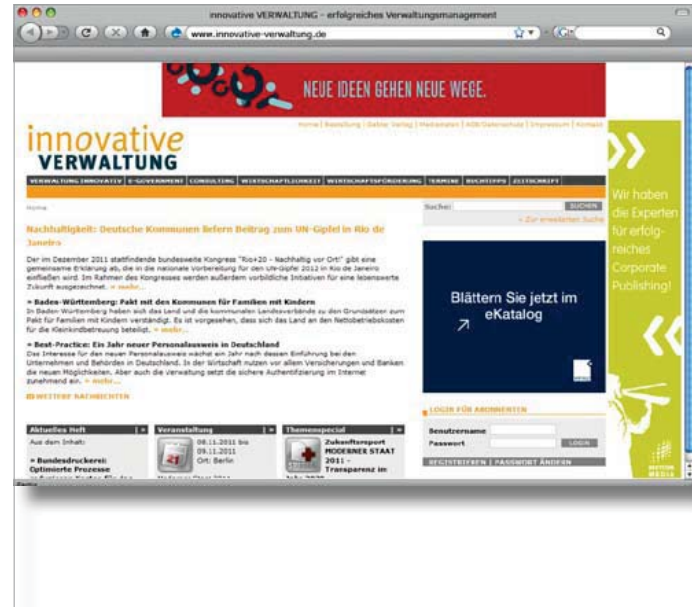 innovative VERWALTUNG - erfolgreiches Verwaltungsmanagement
www.innovative-verwaltung.de
NEUE IDEEN GEHEN NEUE WEGE.
Home | Bestellung | Gabler Verlag | Mediadaten | AGB/Datenschutz | Impressum | Kontakt
innovative
VERWALTUNG
VERWALTUNG INNOVATIV E-GOVERNMENT CONSULTING WIRTSCHAFTLICHKEIT WIRTSCHAFTSFÖRDERUNG TERMINE BUCHTIPPS ZEITSCHRIFT
Home
Nachhaltigkeit: Deutsche Kommunen liefern Beitrag zum UN-Gipfel in Rio de
Janeiro
Der im Dezember 2011 stattfindende bundesweite Kongress "Rio+20 - Nachhaltig vor Ort!" gibt eine
gemeinsame Erklärung ab, die in die nationale Vorbereitung für den UN-Gipfel 2012 in Rio de Janeiro
einfließen wird. Im Rahmen des Kongresses werden außerdem vorbildliche Initiativen für eine lebenswerte
Zukunft ausgezeichnet. » mehr...
» Baden-Württemberg: Pakt mit des Kommunen für Familien mit Kindern
In Baden-Württemberg haben sich das Land und die kommunalen Landesverbände zu den Grundsätzen zum
Pakt für Familien mit Kindern verständigt. Es ist vorgesehen, dass sich das Land an den Nettobetriebskosten
für die Kleinkindbetreuung beteiligt. » mehr...
» Best-Practice: Ein Jahr neuer Personalausweis in Deutschland
Das Interesse für den neuen Personalausweis wächst ein Jahr nach dessen Einführung bei den
Unternehmen und Behörden in Deutschland. In der Wirtschaft nutzen vor allem Versicherungen und Banken
die neuen Möglichkeiten. Aber auch die Verwaltung setzt die sichere Authentifizierung im Internet
zunehmend ein. » mehr...
WEITERE NACHRICHTEN
Aktuelles Heft | »
Aus dem Inhalt:
» Bundesdruckerei:
Optimierte Prozesse
Veranstaltung | »
21
08.11.2011 bis
09.11.2011
Ort: Berlin
Themenspecial | »
Zukunftsreport
MODERNER STAAT
2011 -
Transparenz im
Suche: SUCHEN
» Zur erweiterten Suche
Blättern Sie jetzt im
eKatalog
LOGIN FÜR ABONNENTEN
Benutzername
Passwort LOGIN
REGISTRIEREN | PASSWORT ÄNDERN
Wir haben
die Experten
für erfolg-
reiches
Corporate
Publishing!
MEDIA